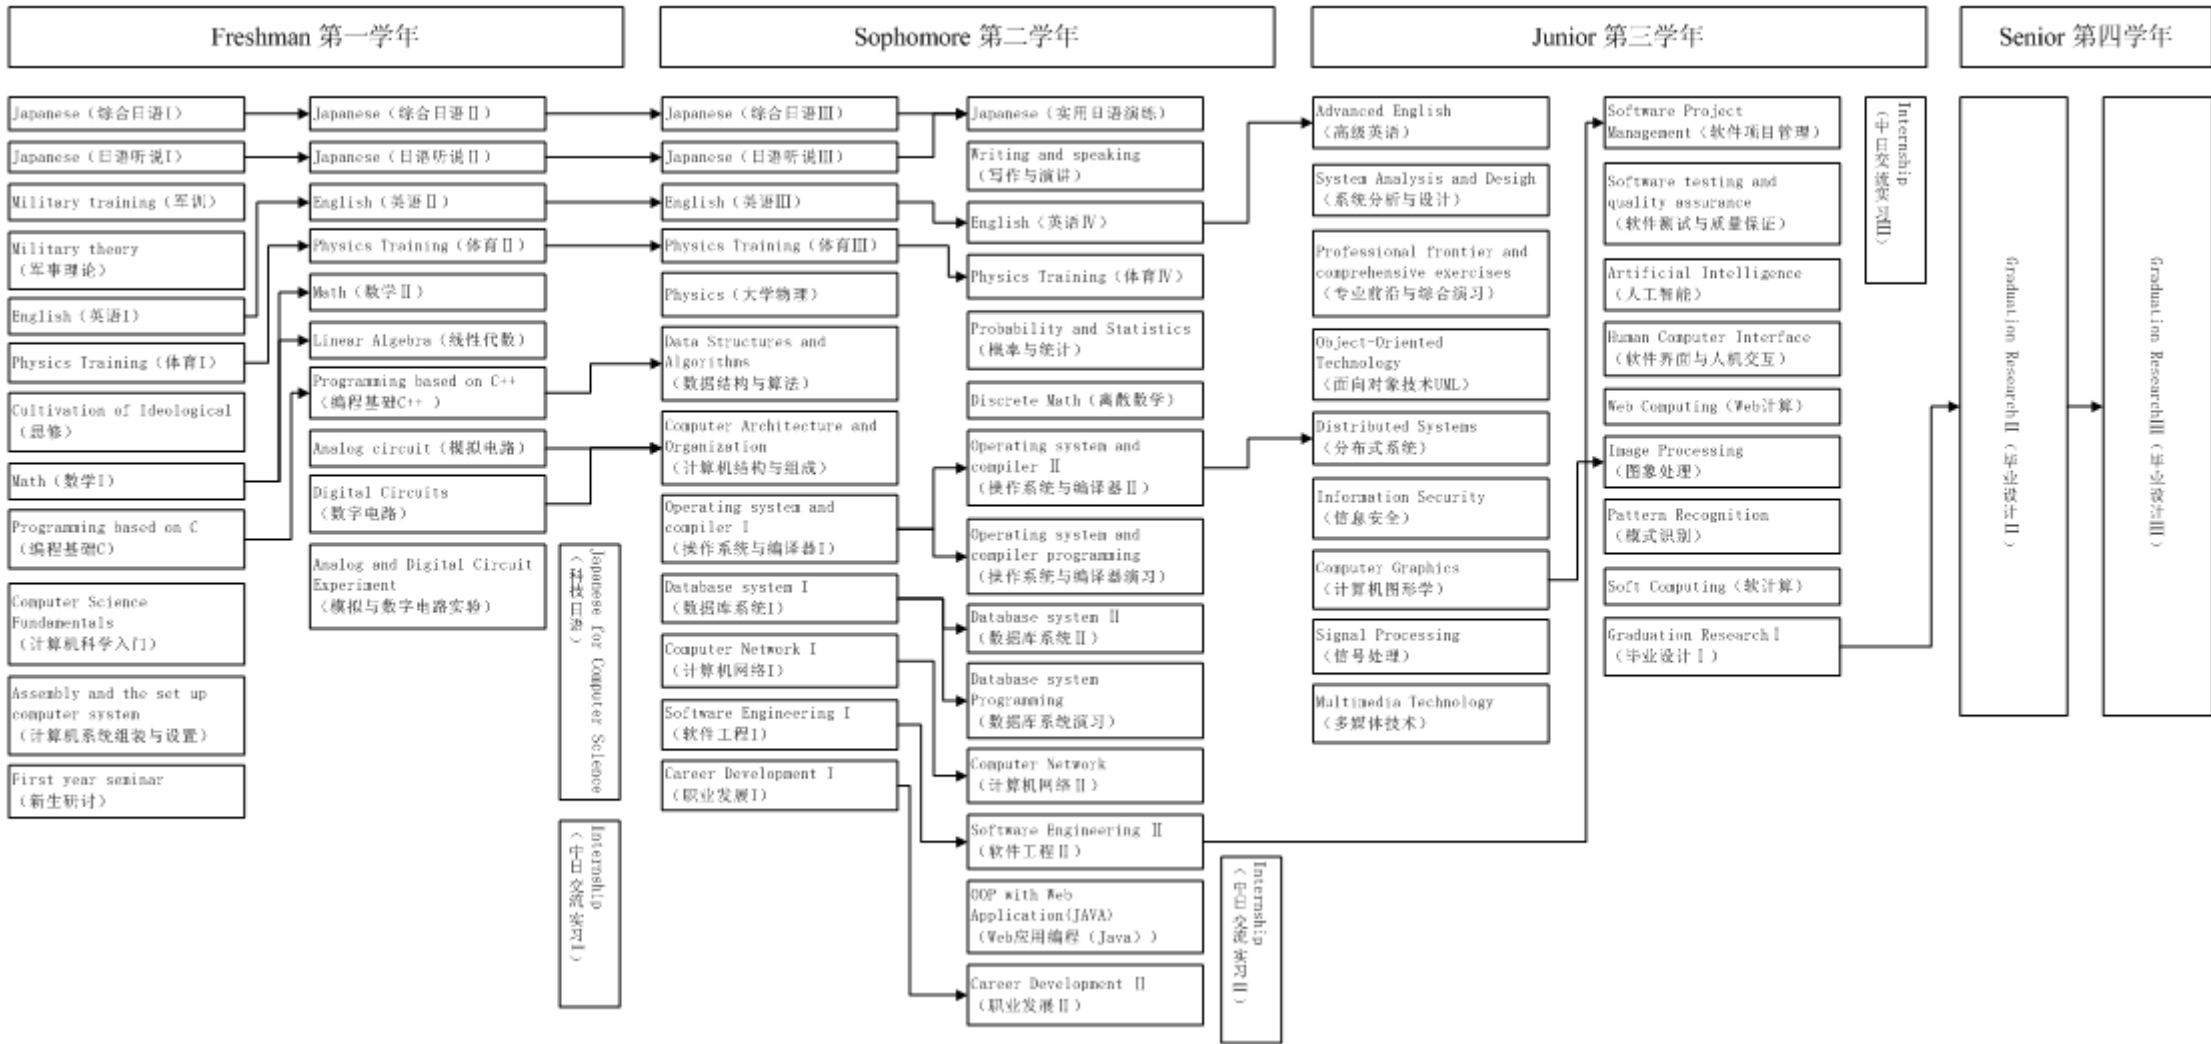 Freshman 第一学年
Sophomore 第二学年
Junior 第三学年
Senior 第四学年
Japanese（综合日语I）
Japanese（日语听说I）
Military training（军训）
Military theory
（军事理论）
English（英语I）
Physics Training（体育I）
Cultivation of Ideological
（思修）
Math（数学I）
Programming based on C
（编程基础C）
Computer Science
Fundamentals
（计算机科学入门）
Assembly and the set up
computer system
（计算机系统组装与设置）
First year seminar
（新生研讨）
Japanese（综合日语Ⅱ）
Japanese（日语听说Ⅱ）
English（英语Ⅱ）
Physics Training（体育Ⅱ）
Math（数学Ⅱ）
Linear Algebra（线性代数）
Programming based on C++
（编程基础C++ ）
Analog circuit（模拟电路）
Digital Circuits
（数字电路）
Analog and Digital Circuit
Experiment
（模拟与数字电路实验）
Japanese for Computer Science
（科技日语）
Internship
（中日交流实习I）
Japanese（综合日语Ⅲ）
Japanese（日语听说Ⅲ）
English（英语Ⅲ）
Physics Training（体育Ⅲ）
Physics（大学物理）
Data Structures and
Algorithms
（数据结构与算法）
Computer Architecture and
Organization
（计算机结构与组成）
Operating system and
compiler I
（操作系统与编译器I）
Database system I
（数据库系统I）
Computer Network I
（计算机网络I）
Software Engineering I
（软件工程I）
Career Development I
（职业发展I）
Japanese（实用日语演练）
Writing and speaking
（写作与演讲）
English（英语Ⅳ）
Physics Training（体育Ⅳ）
Probability and Statistics
（概率与统计）
Discrete Math（离散数学）
Operating system and
compiler Ⅱ
（操作系统与编译器Ⅱ）
Operating system and
compiler programming
（操作系统与编译器演习）
Database system Ⅱ
（数据库系统Ⅱ）
Database system
Programming
（数据库系统演习）
Computer Network
（计算机网络Ⅱ）
Software Engineering Ⅱ
（软件工程Ⅱ）
OOP with Web
Application(JAVA)
（Web应用编程（Java））
Career Development Ⅱ
（职业发展Ⅱ）
Internship
（中日交流实习）
Advanced English
（高级英语）
System Analysis and Desigh
（系统分析与设计）
Professional frontier and
comprehensive exercises
（专业前沿与综合演习）
Object-Oriented
Technology
（面向对象技术UML）
Distributed Systems
（分布式系统）
Information Security
（信息安全）
Computer Graphics
（计算机图形学）
Signal Processing
（信号处理）
Multimedia Technology
（多媒体技术）
Software Project
Management（软件项目管理）
Software testing and
quality assurance
（软件测试与质量保证）
Artificial Intelligence
（人工智能）
Human Computer Interface
（软件界面与人机交互）
Web Computing（Web计算）
Image Processing
（图象处理）
Pattern Recognition
（模式识别）
Soft Computing（软计算）
Graduation ResearchⅠ
（毕业设计Ⅰ）
Internship
（中日交流实习Ⅲ）
Graduation ResearchⅡ（毕业设计Ⅱ）
Graduation ResearchⅢ（毕业设计Ⅲ）